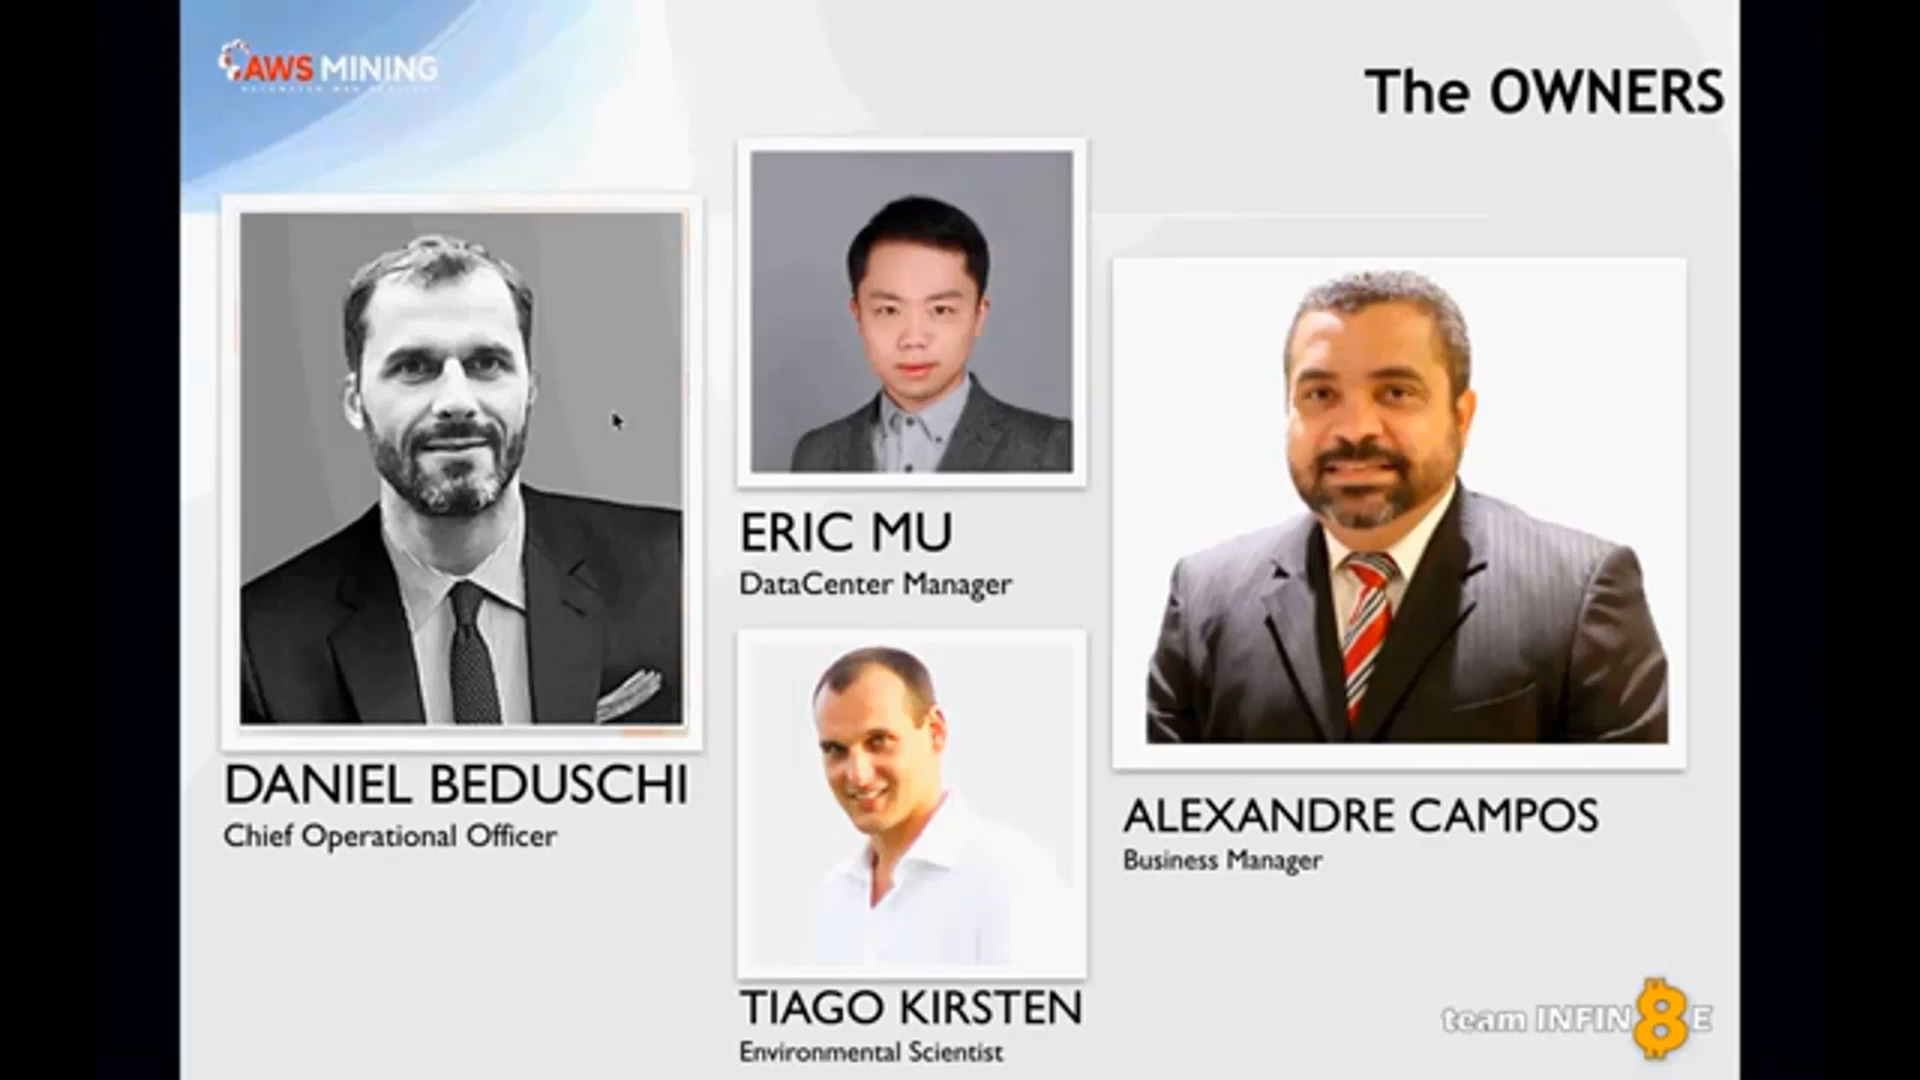 AWS MINING
The OWNERS
DANIEL BEDUSCHI
Chief Operational Officer
ERIC MU
DataCenter Manager
TIAGO KIRSTEN
Environmental Scientist
ALEXANDRE CAMPOS
Business Manager
team INFIN8E